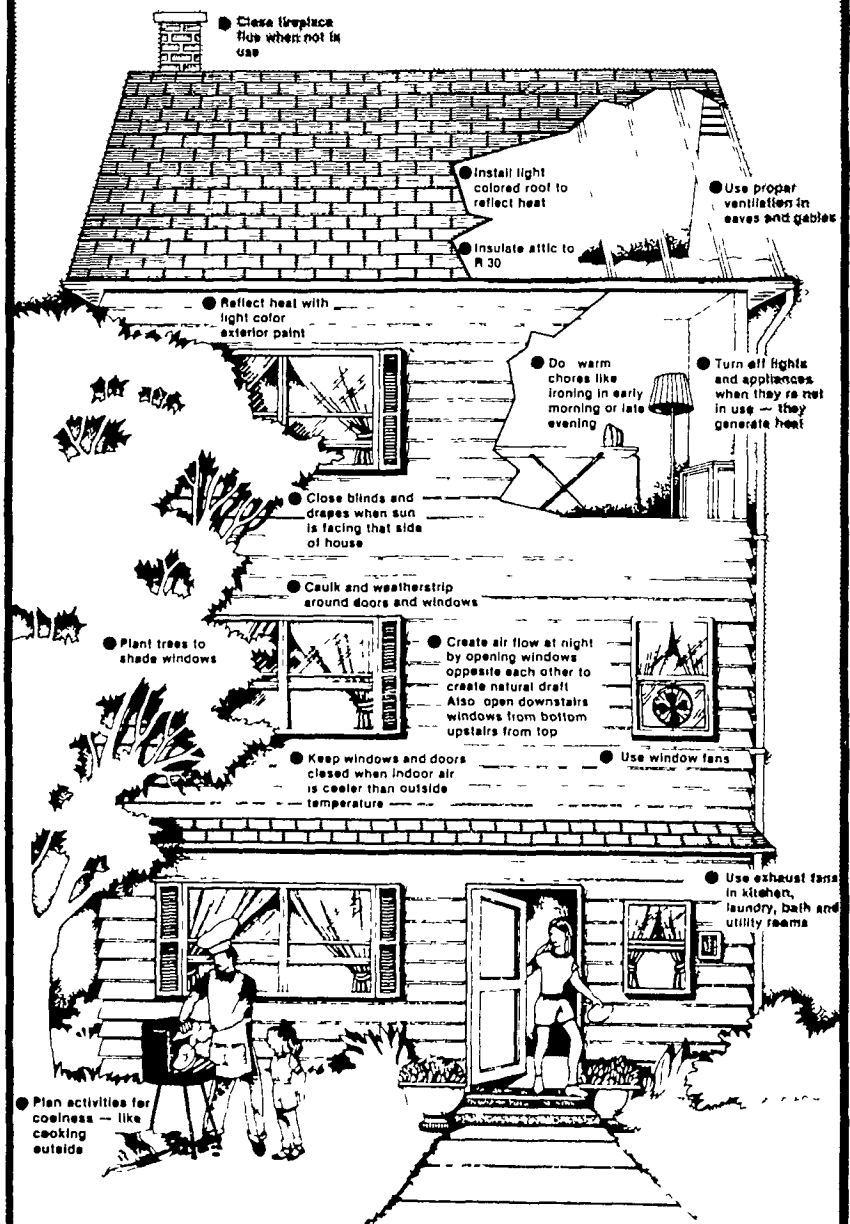 Close fireplace
flue when not in
use
Install light
colored roof to
reflect heat
Use proper
ventilation in
eaves and gables
Insulate attic to
R 30
Reflect heat with
light color
exterior paint
Do warm
chores like
ironing in early
morning or late
evening
Turn off lights
and appliances
when they re not
in use — they
generate heat
Close blinds and
drapes when sun
is facing that side
of house
Caulk and weatherstrip
around doors and windows
Plant trees to
shade windows
Create air flow at night
by opening windows
opposite each other to
create natural draft
Also open downstairs
windows from bottom
upstairs from top
Keep windows and doors
closed when indoor air
is cooler than outside
temperature
Use window fans
Use exhaust fans
in kitchen,
laundry, bath and
utility rooms
Plan activities for
coolness — like
cooking
outside